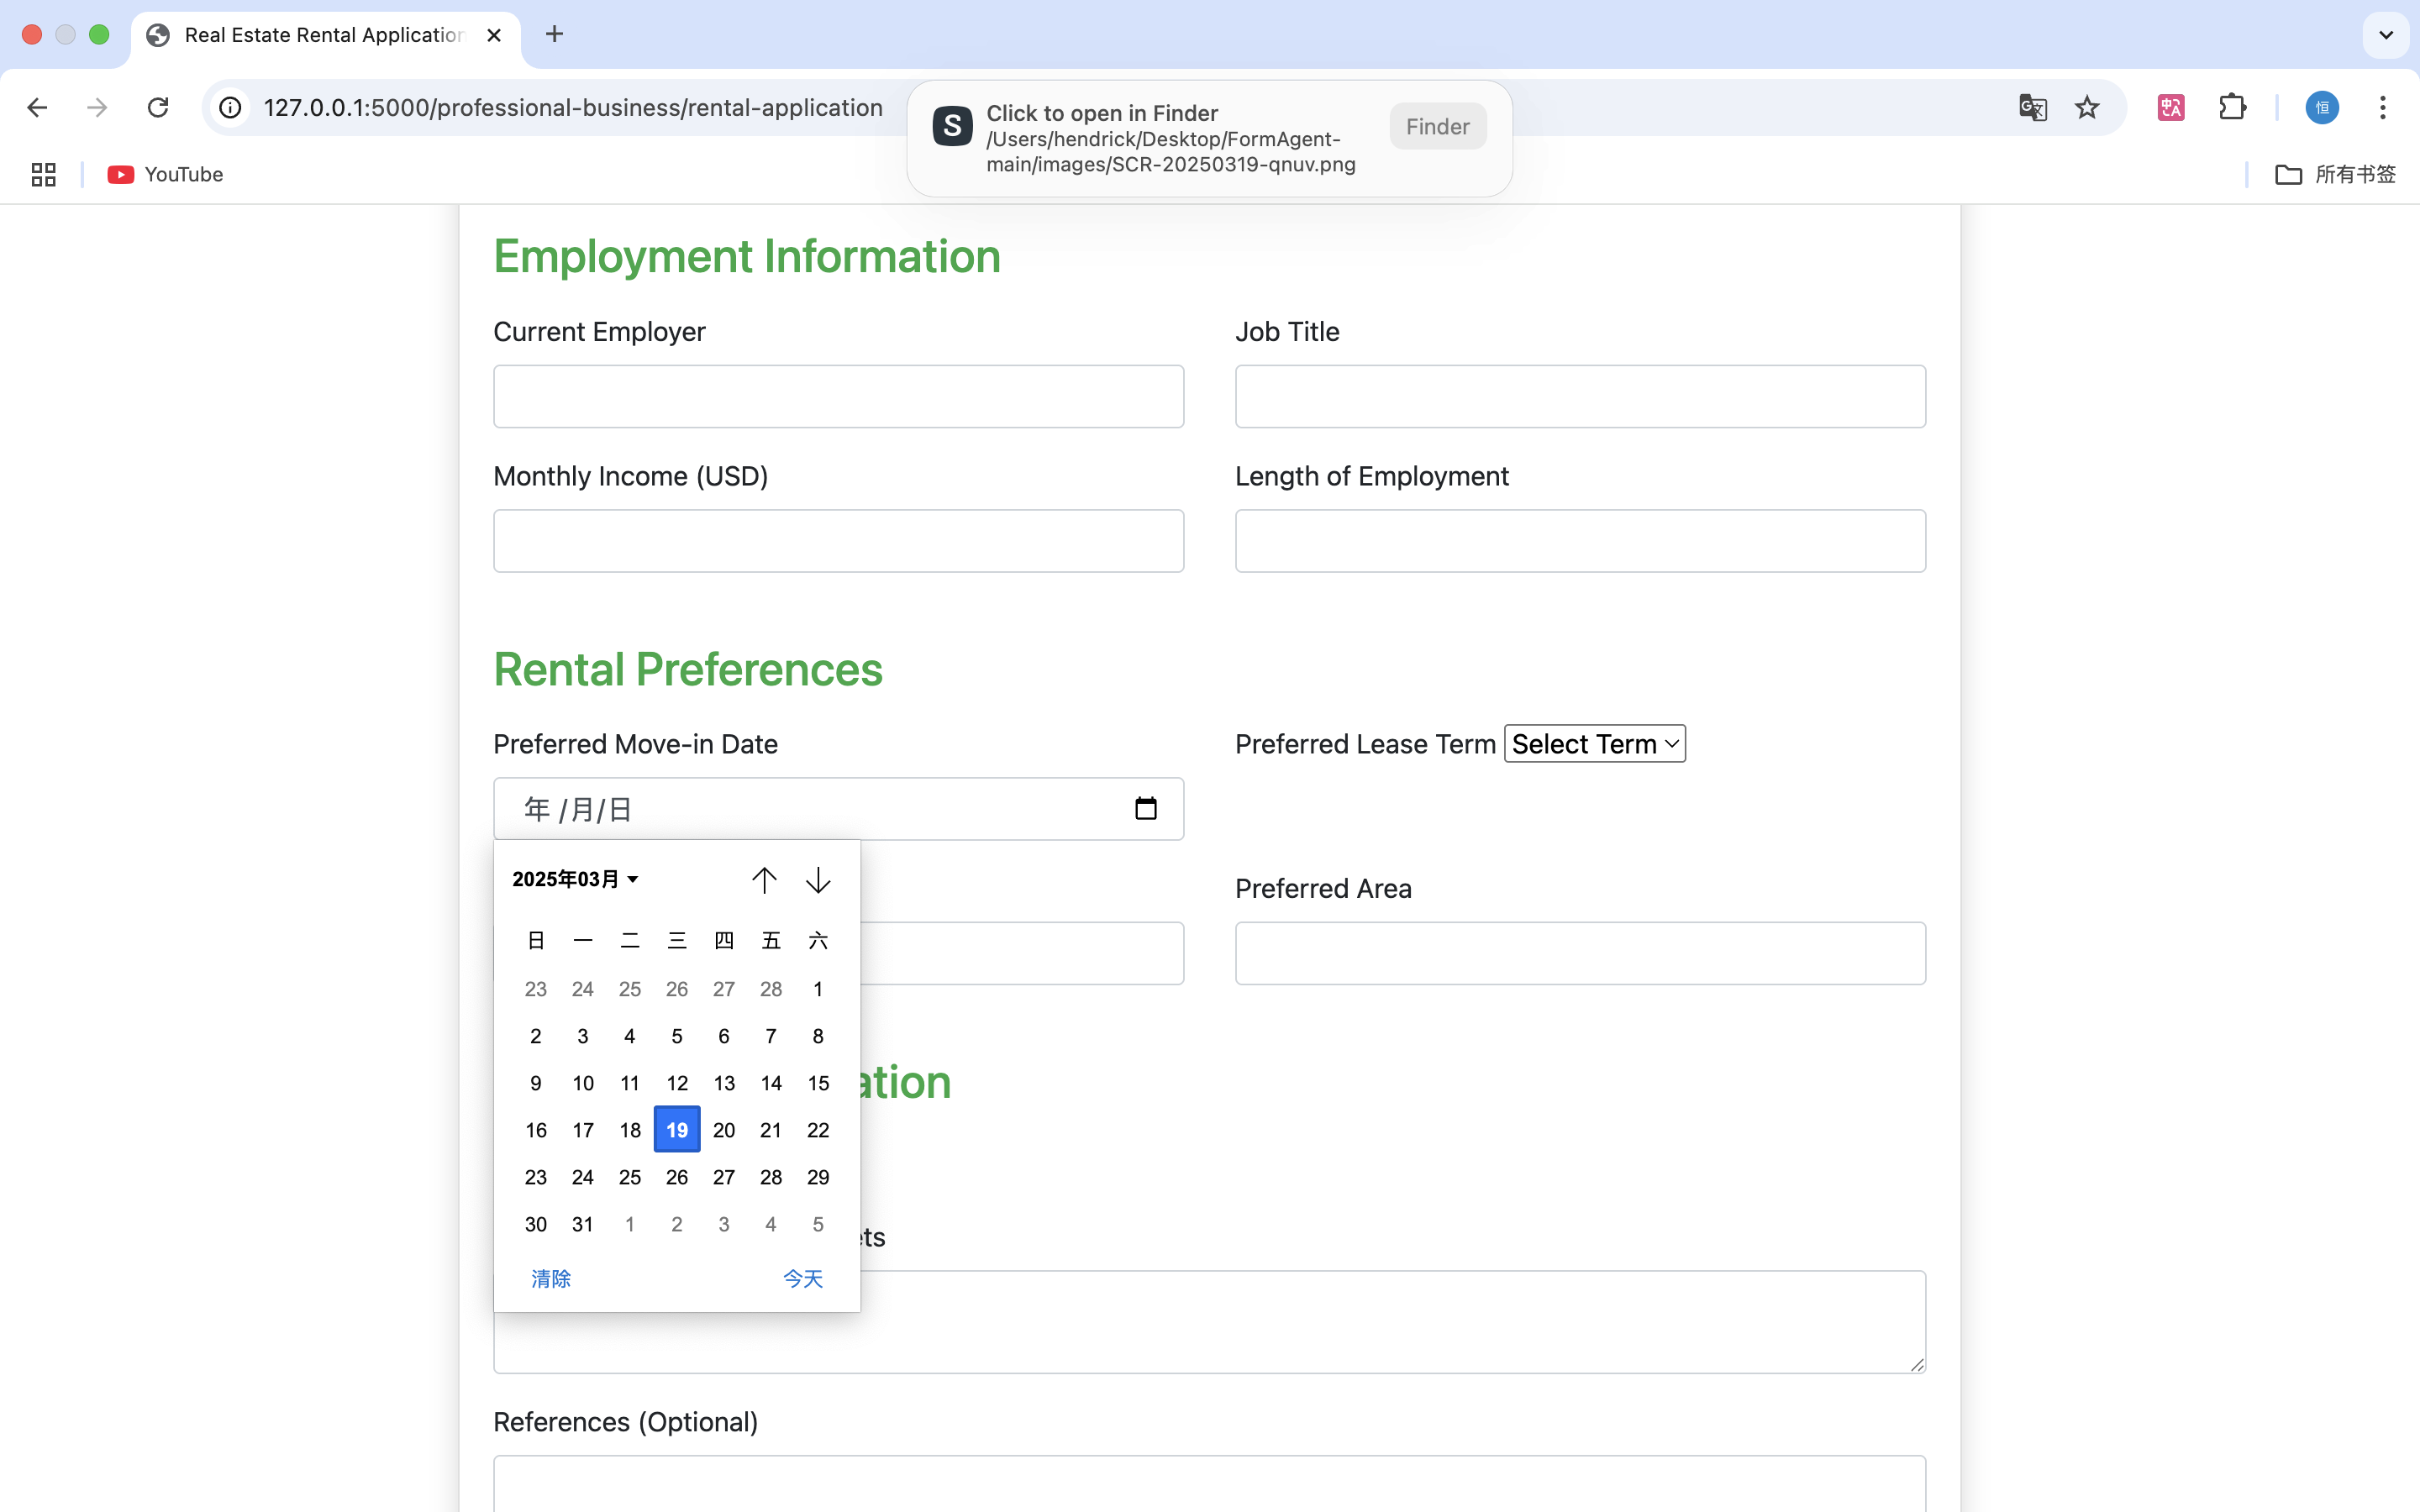 Real Estate Rental Application
127.0.0.1:5000/professional-business/rental-application
Click to open in Finder
/Users/hendrick/Desktop/FormAgent-
main/images/SCR-20250319-qnuv.png
Finder
S
恒
YouTube
所有书签
Employment Information
Current Employer
Job Title
Monthly Income (USD)
Length of Employment
Rental Preferences
Preferred Move-in Date
Preferred Lease Term Select Term
年 /月/日
2025年03月
Preferred Area
日 一 二 三 四 五 六
23 24 25 26 27 28 1
2 3 4 5 6 7 8
9 10 11 12 13 14 15
16 17 18 19 20 21 22
23 24 25 26 27 28 29
30 31 1 2 3 4 5
清除 今天
ation
ets
References (Optional)